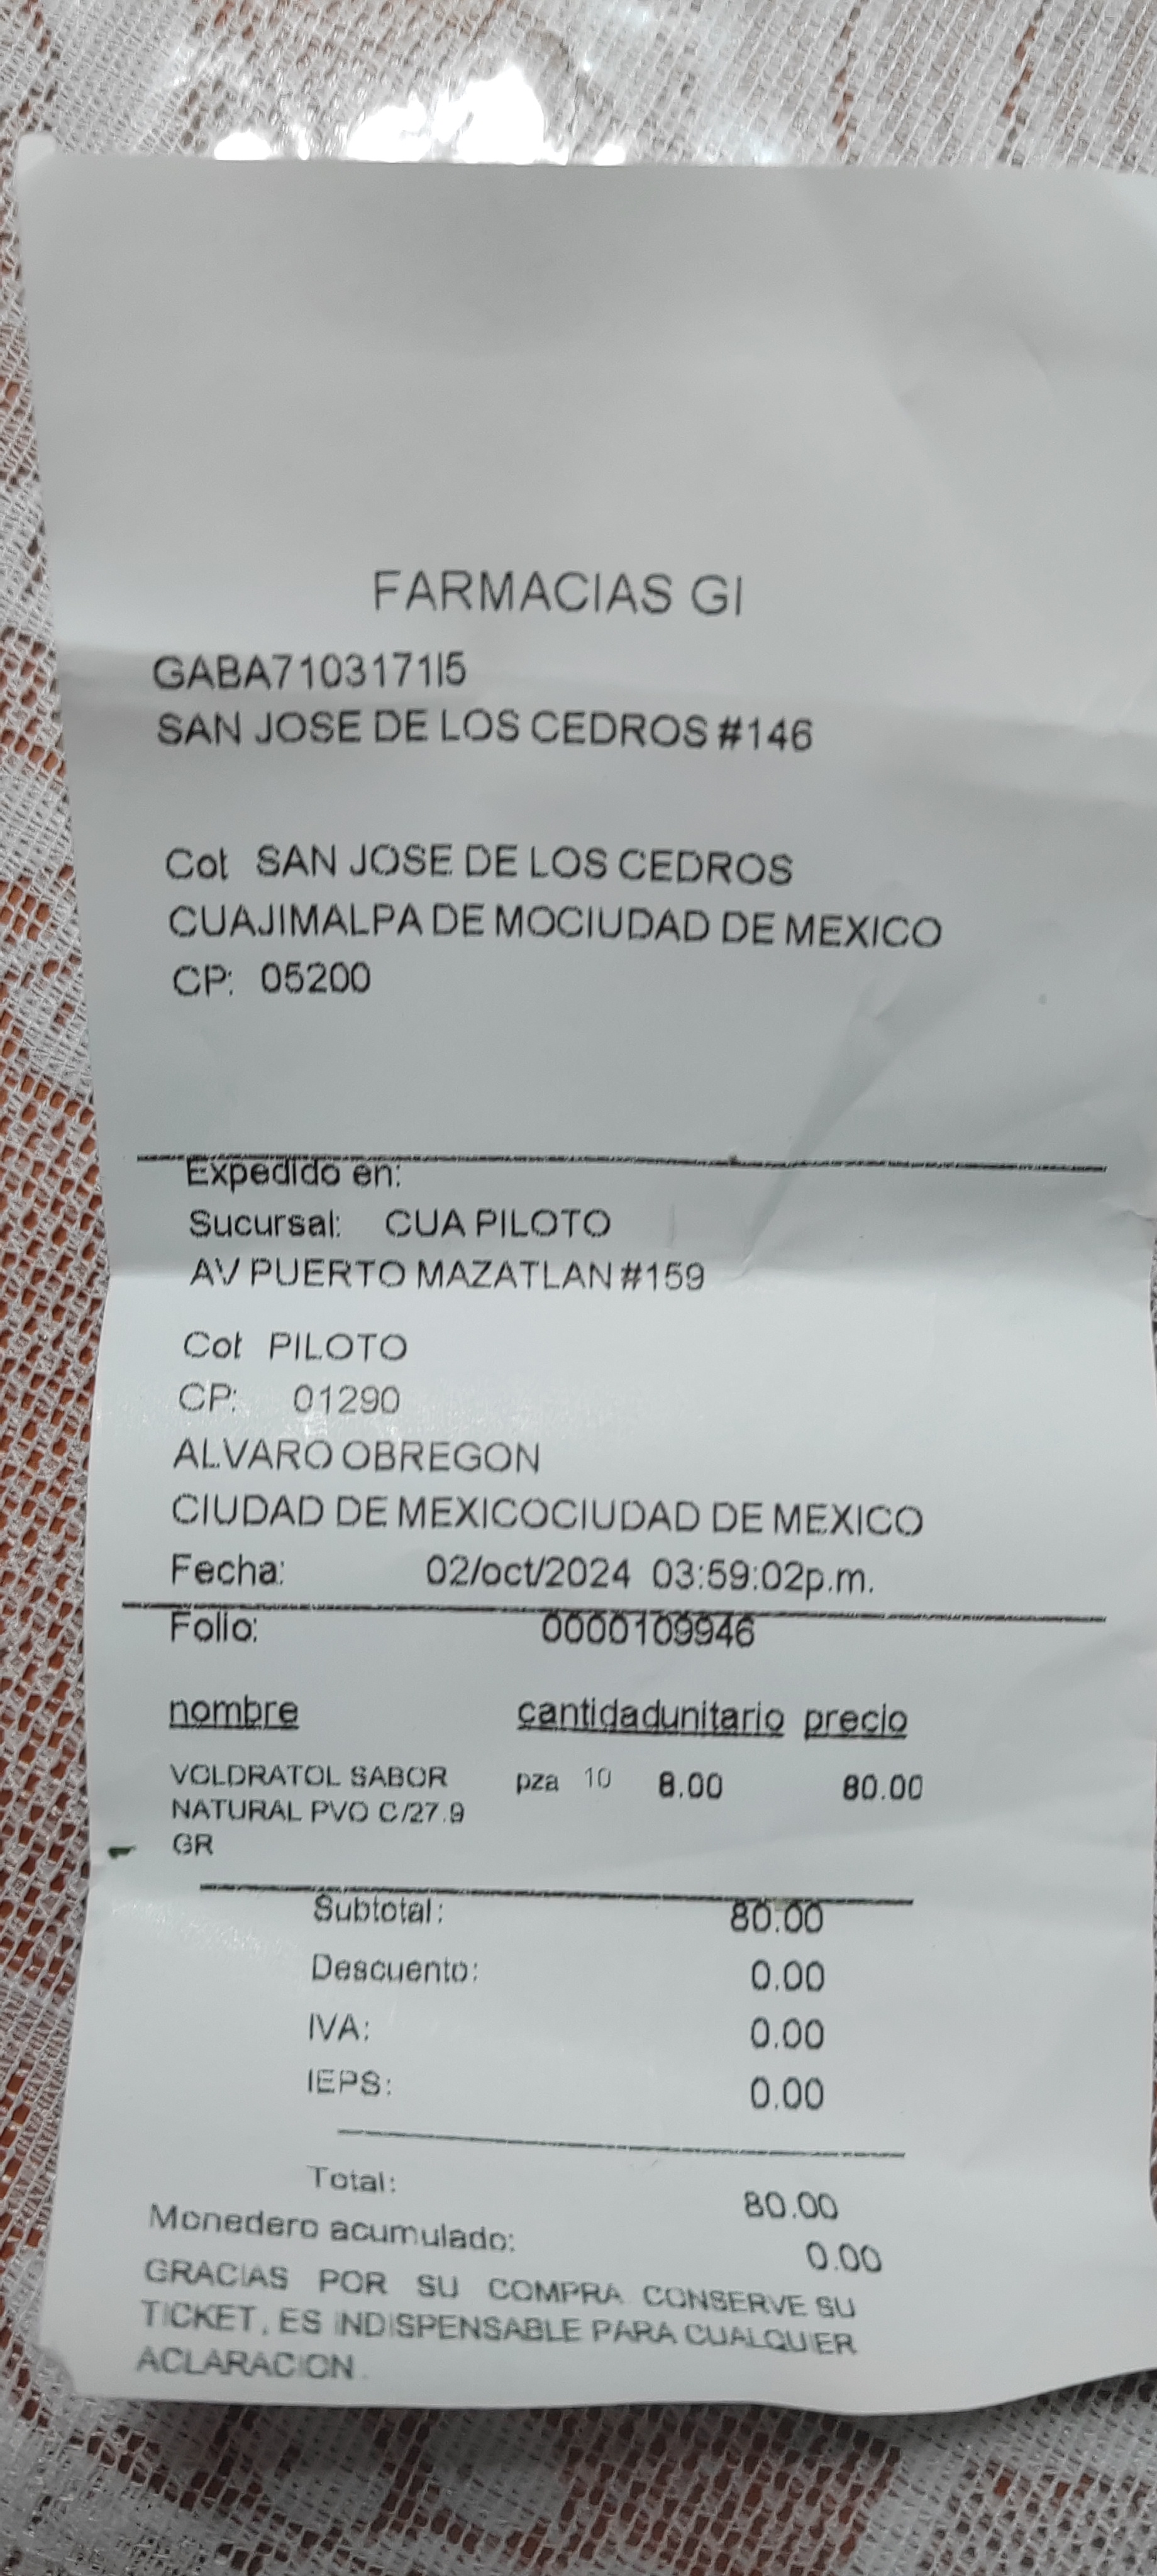 FARMACIAS GI
GABA7103171I5
SAN JOSE DE LOS CEDROS #146
Col SAN JOSE DE LOS CEDROS
CUAJIMALPA DE MOCIUDAD DE MEXICO
CP: 05200
Expedido en:
Sucursal: CUA PILOTO
AV PUERTO MAZATLAN #159
Col PILOTO
CP: 01290
ALVARO OBREGON
CIUDAD DE MEXICOCIUDAD DE MEXICO
Fecha: 02/oct/2024 03:59:02p.m.
Folio: 0000109946
nombre cantidadunitario precio
VOLDRATOL SABOR pza 10 8.00 80.00
NATURAL PVO C/27.9
GR
Subtotal: 80.00
Descuento: 0.00
IVA: 0.00
IEPS: 0.00
Total: 80.00
Monedero acumulado: 0.00
GRACIAS POR SU COMPRA CONSERVE SU
TICKET, ES INDISPENSABLE PARA CUALQUIER
ACLARACION.